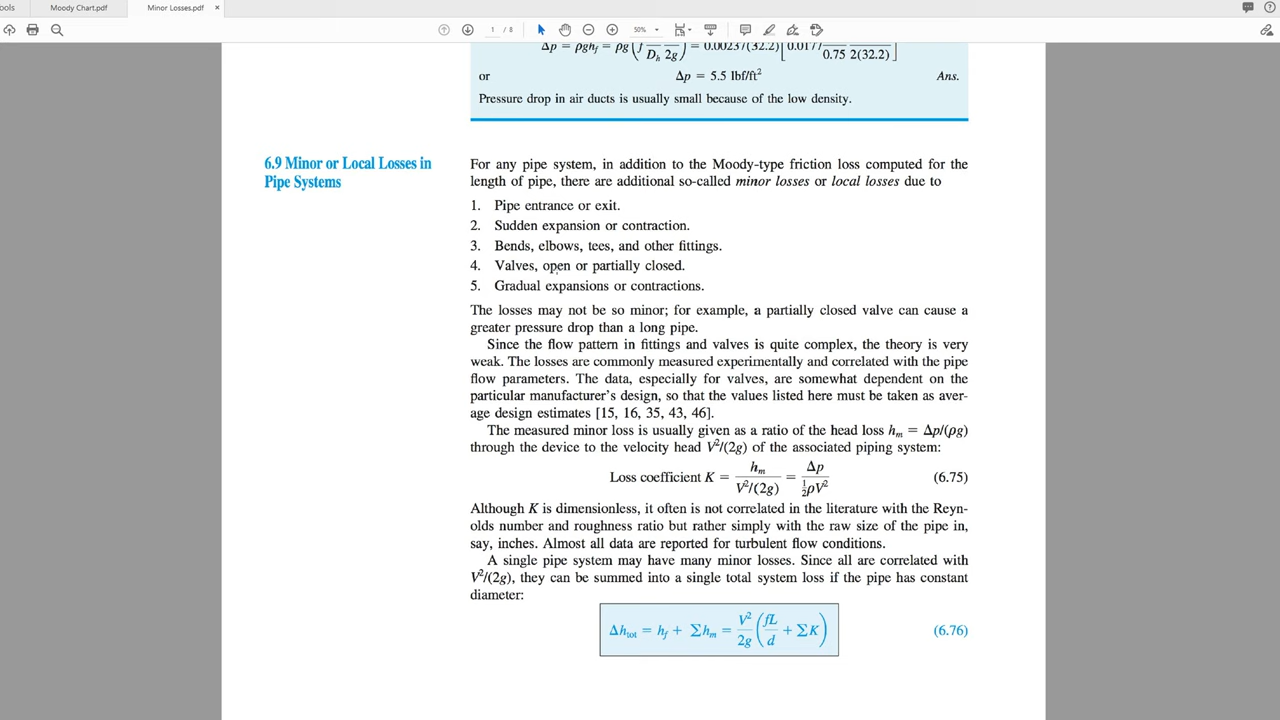 ools
Moody Chart.pdf
Minor Losses.pdf ×
1 / 8
50%
Δp = ρgh_f = ρg (f / D_h 2g) = 0.00237(32.2)[0.0177 / 0.75 2(32.2)]
or Δp = 5.5 lbf/ft² Ans.
Pressure drop in air ducts is usually small because of the low density.
6.9 Minor or Local Losses in
Pipe Systems
For any pipe system, in addition to the Moody-type friction loss computed for the
length of pipe, there are additional so-called minor losses or local losses due to
1. Pipe entrance or exit.
2. Sudden expansion or contraction.
3. Bends, elbows, tees, and other fittings.
4. Valves, open or partially closed.
5. Gradual expansions or contractions.
The losses may not be so minor; for example, a partially closed valve can cause a
greater pressure drop than a long pipe.
Since the flow pattern in fittings and valves is quite complex, the theory is very
weak. The losses are commonly measured experimentally and correlated with the pipe
flow parameters. The data, especially for valves, are somewhat dependent on the
particular manufacturer's design, so that the values listed here must be taken as aver-
age design estimates [15, 16, 35, 43, 46].
The measured minor loss is usually given as a ratio of the head loss h_m = Δp/(ρg)
through the device to the velocity head V²/(2g) of the associated piping system:
Loss coefficient K = h_m / V²/(2g) = Δp / ½ρV² (6.75)
Although K is dimensionless, it often is not correlated in the literature with the Reyn-
olds number and roughness ratio but rather simply with the raw size of the pipe in,
say, inches. Almost all data are reported for turbulent flow conditions.
A single pipe system may have many minor losses. Since all are correlated with
V²/(2g), they can be summed into a single total system loss if the pipe has constant
diameter:
Δh_tot = h_f + Σh_m = V²/2g (fL/d + ΣK) (6.76)